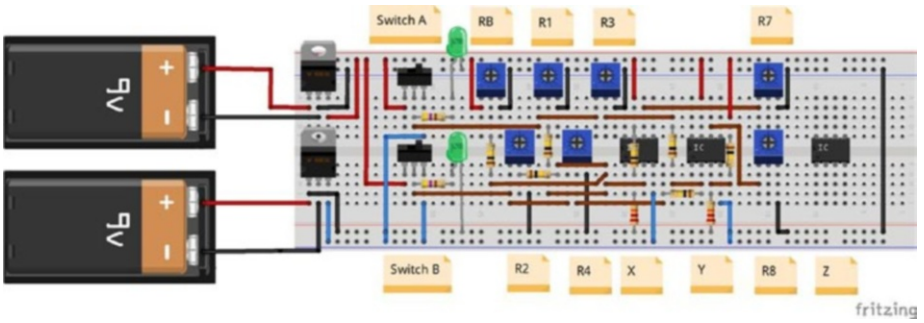 Switch A
RB
R1
R3
R7
+
-
9V
IC
IC
IC
+
-
9V
Switch B
R2
R4
X
Y
R8
Z
fritzing